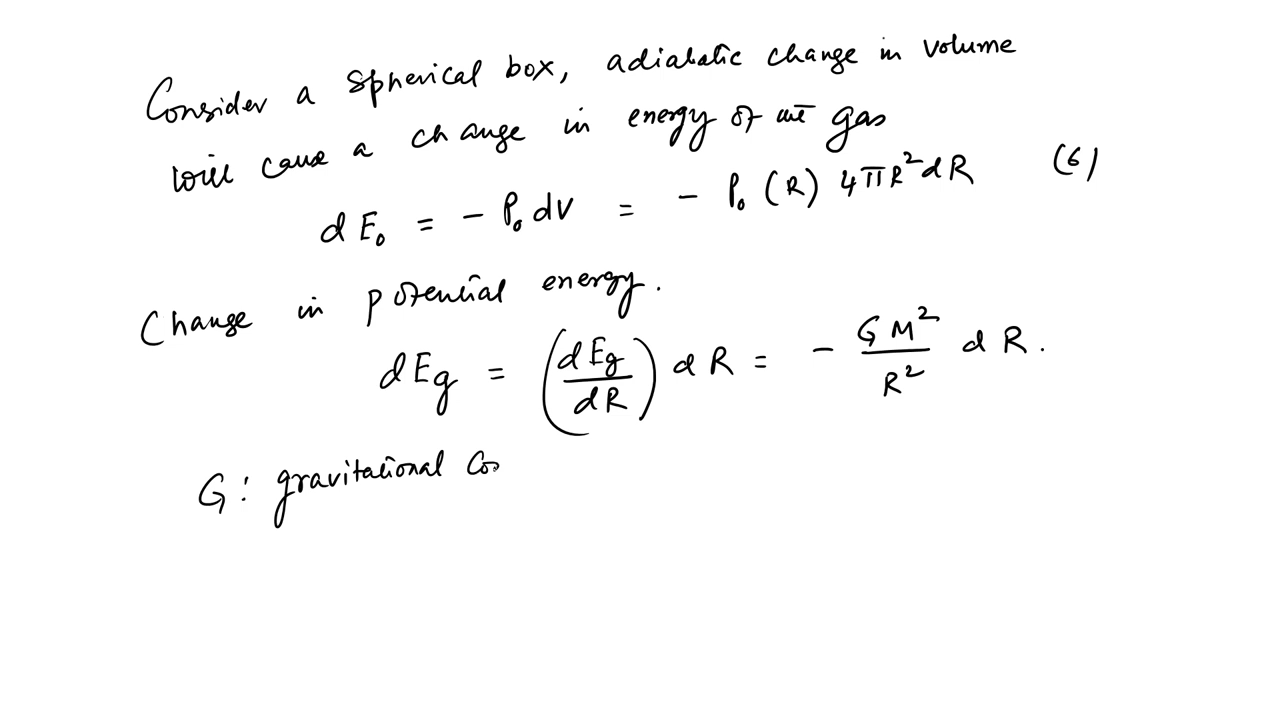 Consider a spherical box, adiabatic change in volume
will cause a change in energy of the gas
dE₀ = - P₀ dV = - P₀ (R) 4πR² dR (6)
Change in potential energy.
dEg = (dEg/dR) dR = - GM²/R² dR.
G: gravitational Co